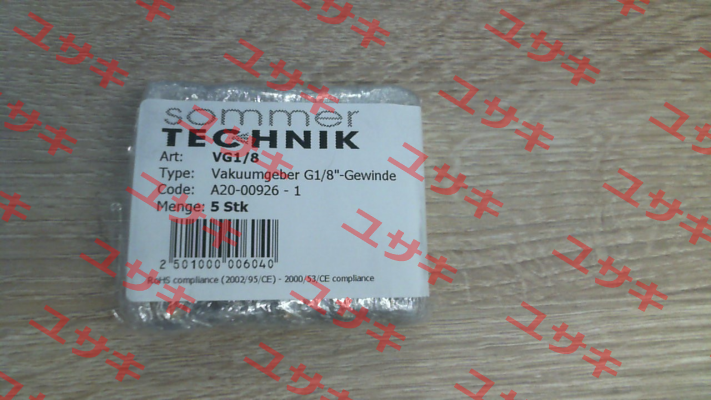 sommer
TECHNIK
Art: VG1/8
Type: Vakuumgeber G1/8"-Gewinde
Code: A20-00926 - 1
Menge: 5 Stk
2 501000 006040
RoHS compliance (2002/95/CE) - 2000/53/CE compliance
ユサキ